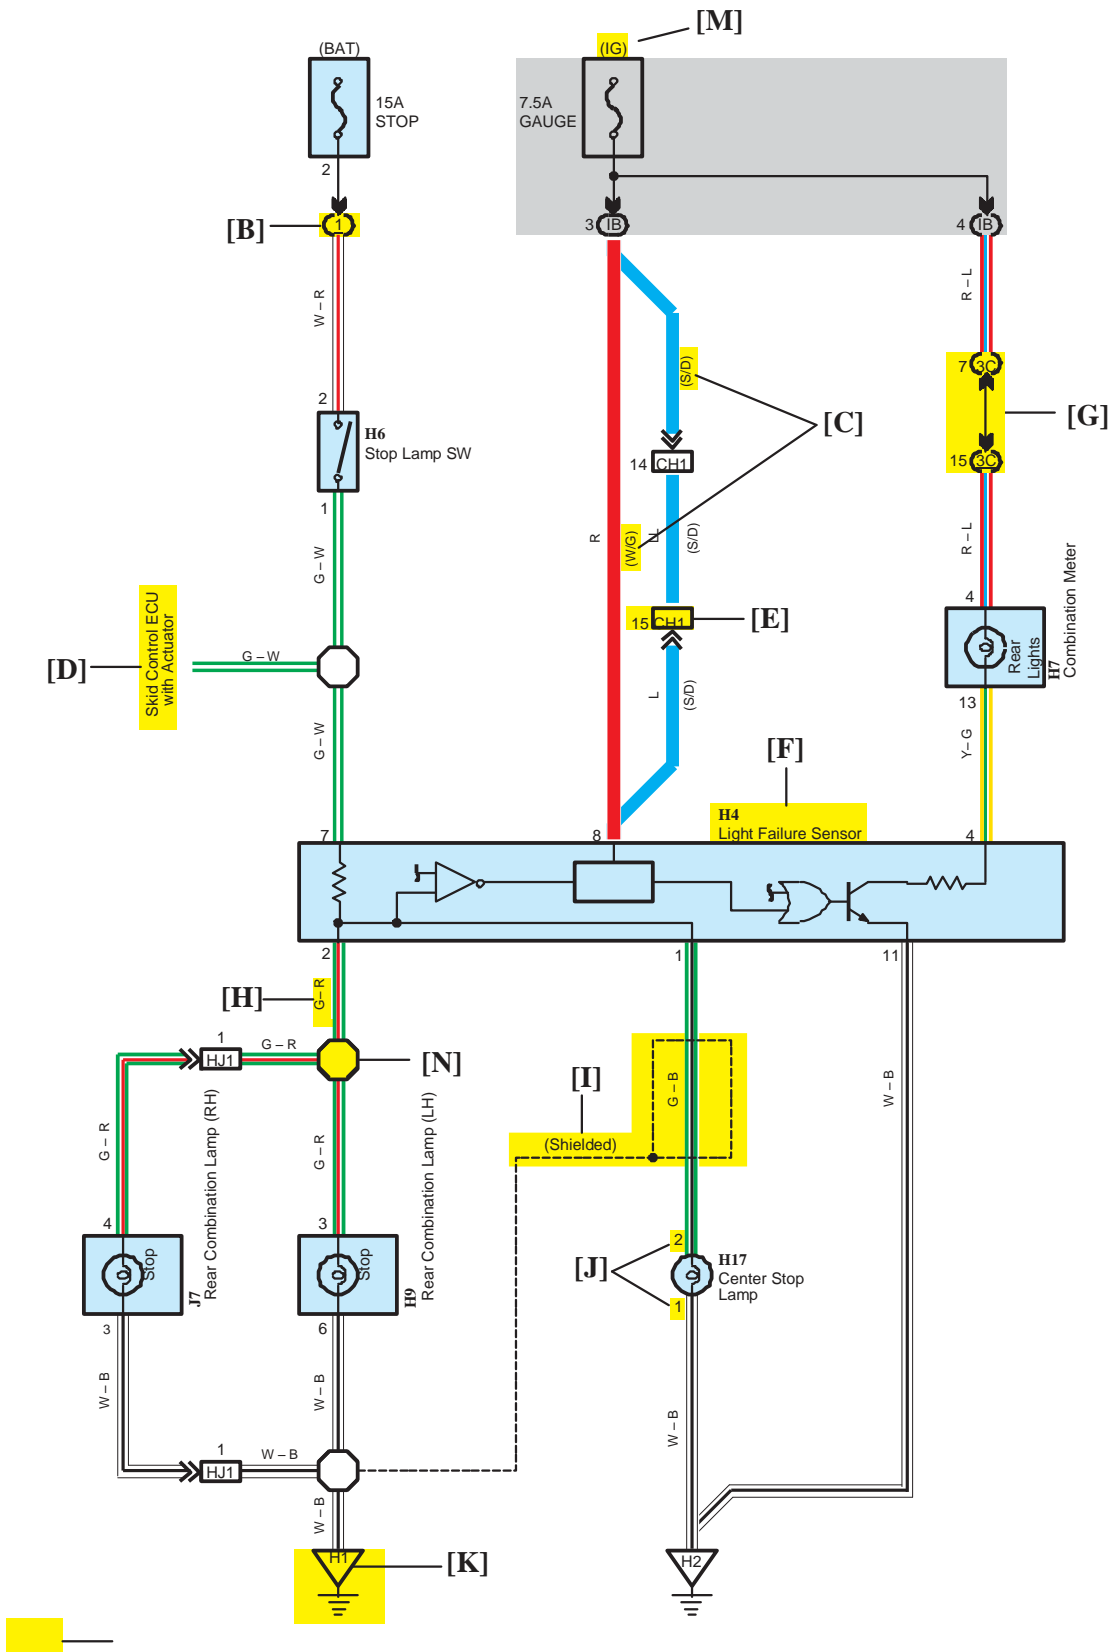 [M]
(BAT)
(IG)
15A
STOP
7.5A
GAUGE
2
[B]
1
3
IB
4
IB
W – R
R – L
7
3C
(S/D)
2
[C]
[G]
H6
Stop Lamp SW
14
CH1
15
3C
1
R
(W/G)
L
(S/D)
R – L
G – W
4
Skid Control ECU
with Actuator
15
CH1
[E]
Rear
Lights
H7
Combination Meter
[D]
G – W
L
(S/D)
13
G – W
Y – G
[F]
H4
Light Failure Sensor
7
8
4
2
1
11
[H]
G – R
1
HJ1
G – R
[N]
[I]
G – B
W – B
(Shielded)
G – R
G – R
Rear Combination Lamp (RH)
Rear Combination Lamp (LH)
4
3
2
Stop
J7
Stop
H9
[J]
H17
Center Stop
Lamp
1
3
6
W – B
W – B
W – B
1
HJ1
W – B
W – B
H1
[K]
H2